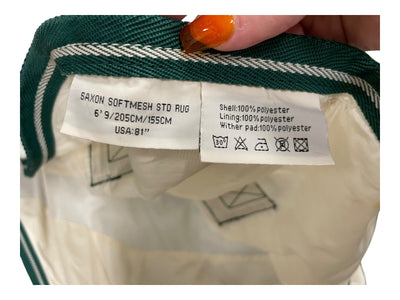 SAXON SOFTMESH STD RUG
6'9/205CM/155CM
USA:81"
Shell:100%polyester
Lining:100%polyester
Wither pad:100%polyester
30°